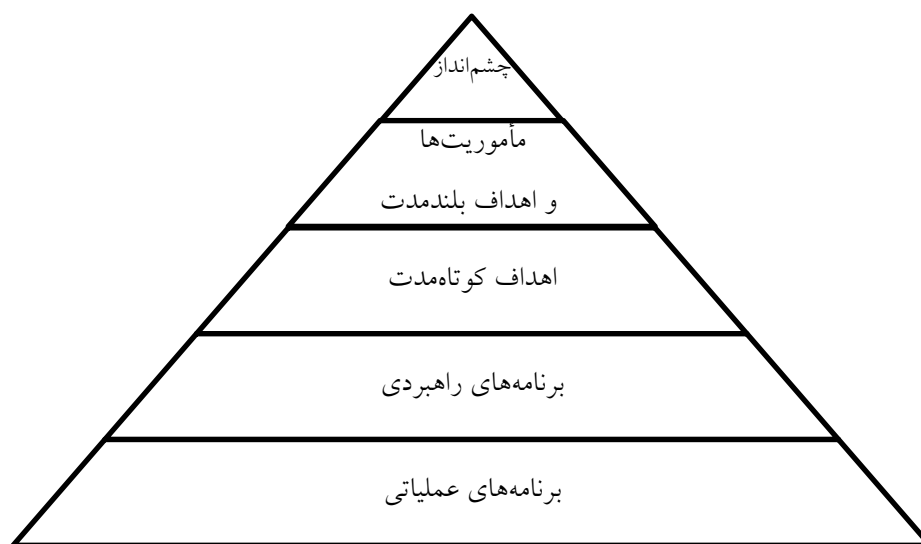 چشم‌انداز
مأموریت‌ها
و اهداف بلندمدت
اهداف کوتاه‌مدت
برنامه‌های راهبردی
برنامه‌های عملیاتی